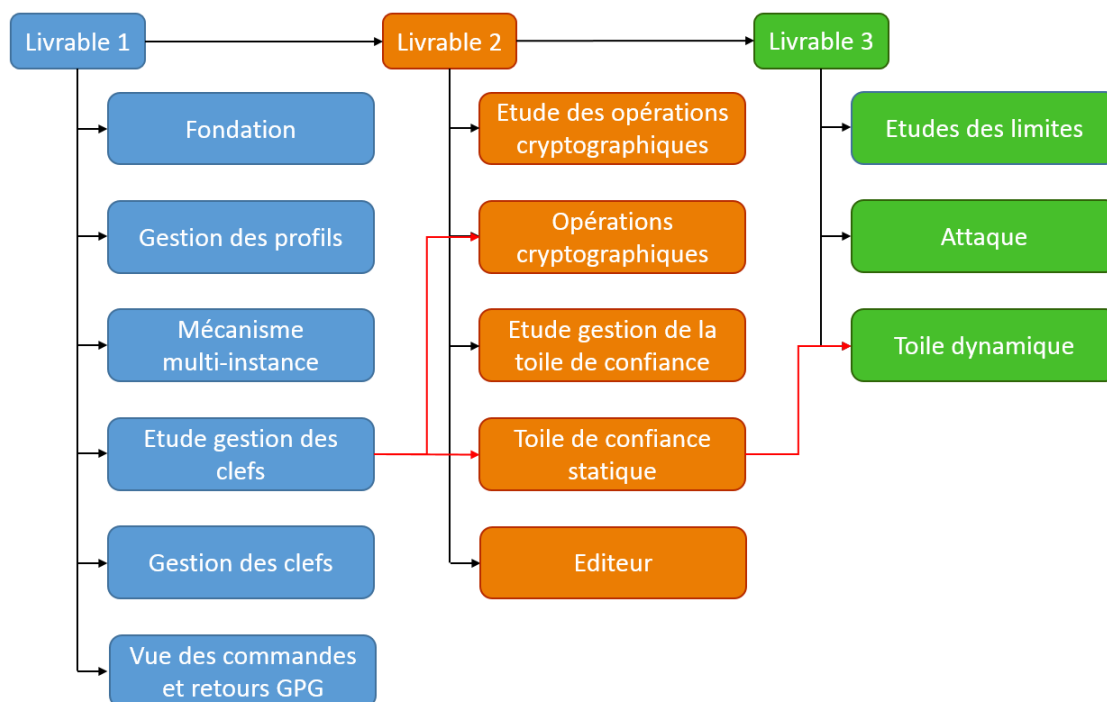 Livrable 1
Livrable 2
Livrable 3
Fondation
Gestion des profils
Mécanisme
multi-instance
Etude gestion des
clefs
Gestion des clefs
Vue des commandes
et retours GPG
Etude des opérations
cryptographiques
Opérations
cryptographiques
Etude gestion de la
toile de confiance
Toile de confiance
statique
Editeur
Etudes des limites
Attaque
Toile dynamique